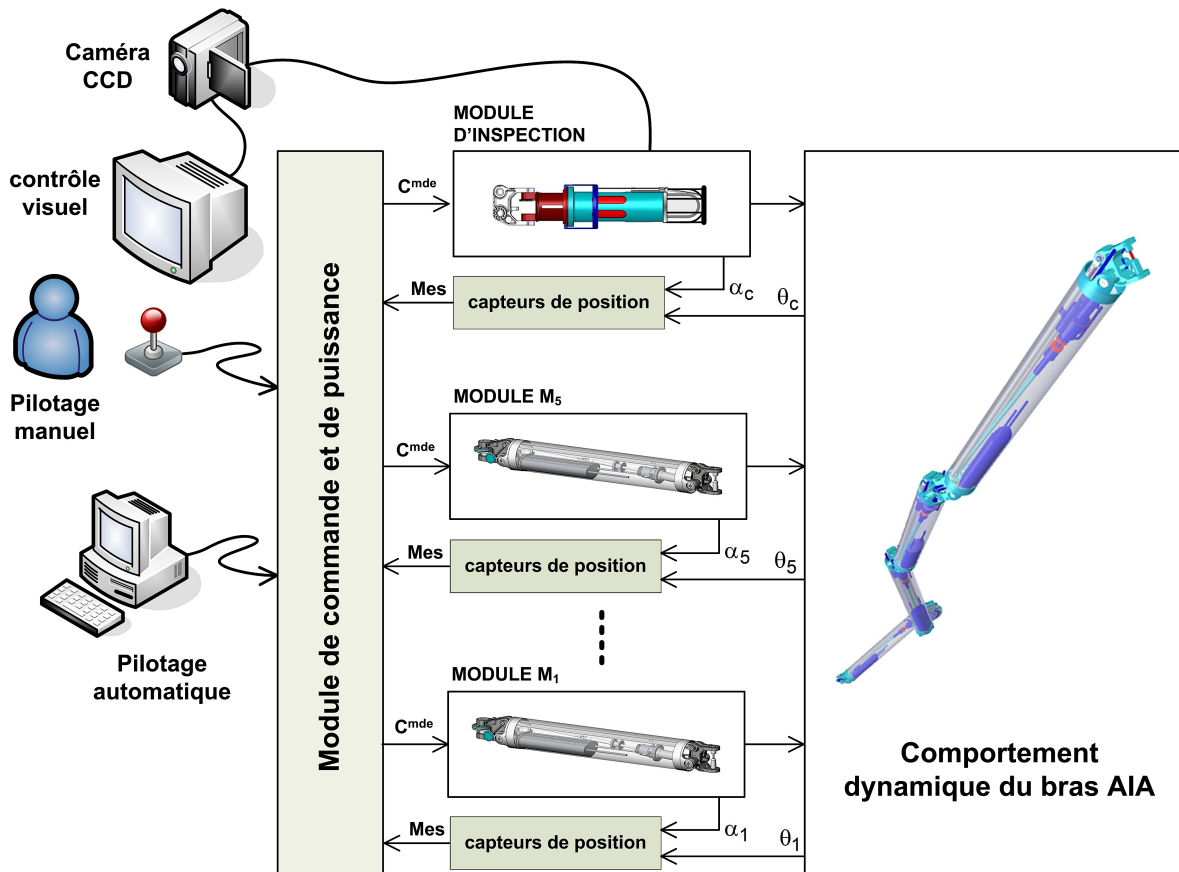 Caméra
CCD
contrôle
visuel
Pilotage
manuel
Pilotage
automatique
Module de commande et de puissance
MODULE
D'INSPECTION
Cmde
Mes
capteurs de position
αc
θc
MODULE M5
Cmde
Mes
capteurs de position
α5
θ5
MODULE M1
Cmde
Mes
capteurs de position
α1
θ1
Comportement
dynamique du bras AIA